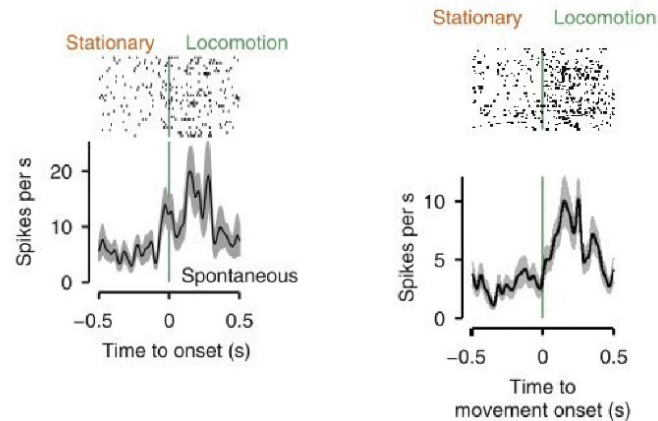 Stationary Locomotion
Spikes per s
20
10
0
Spontaneous
−0.5 0 0.5
Time to onset (s)
Stationary Locomotion
Spikes per s
10
5
0
−0.5 0 0.5
Time to
movement onset (s)